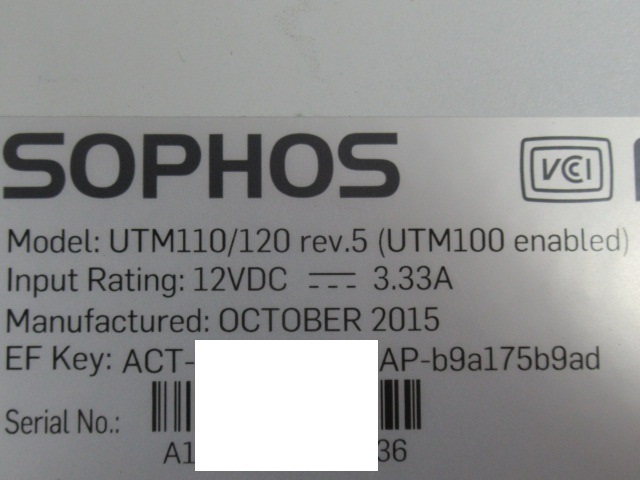 SOPHOS
VCCI
Model: UTM110/120 rev.5 (UTM100 enabled)
Input Rating: 12VDC ⎓ 3.33A
Manufactured: OCTOBER 2015
EF Key: ACT- AP-b9a175b9ad
Serial No.:
A1 36